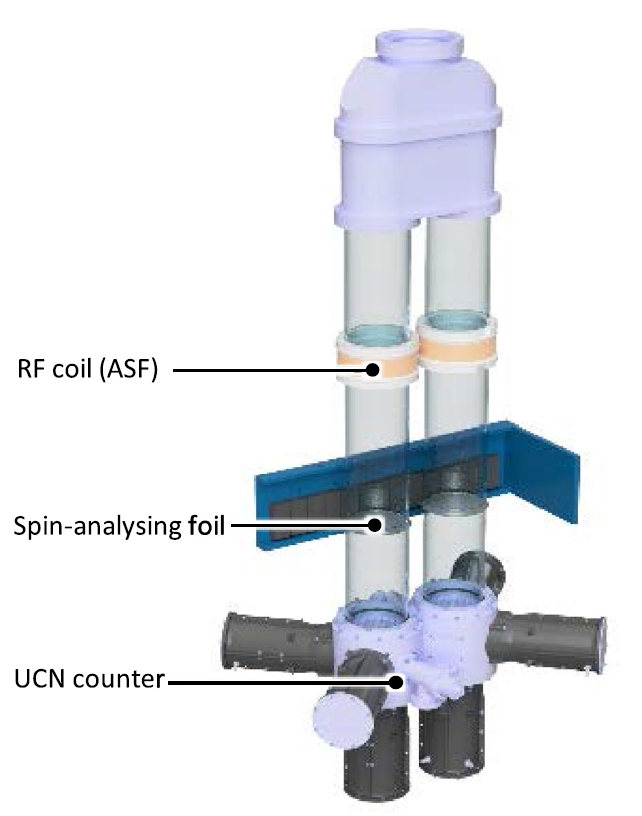 RF coil (ASF)
Spin-analysing foil
UCN counter